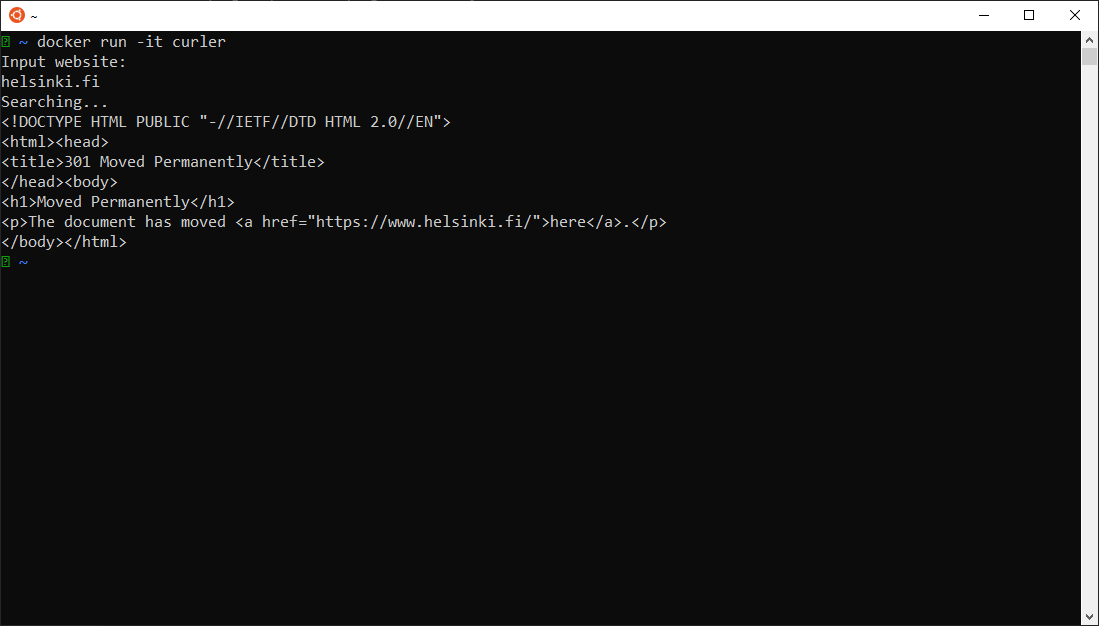 ~
~ docker run -it curler
Input website:
helsinki.fi
Searching...
<!DOCTYPE HTML PUBLIC "-//IETF//DTD HTML 2.0//EN">
<html><head>
<title>301 Moved Permanently</title>
</head><body>
<h1>Moved Permanently</h1>
<p>The document has moved <a href="https://www.helsinki.fi/">here</a>.</p>
</body></html>
~